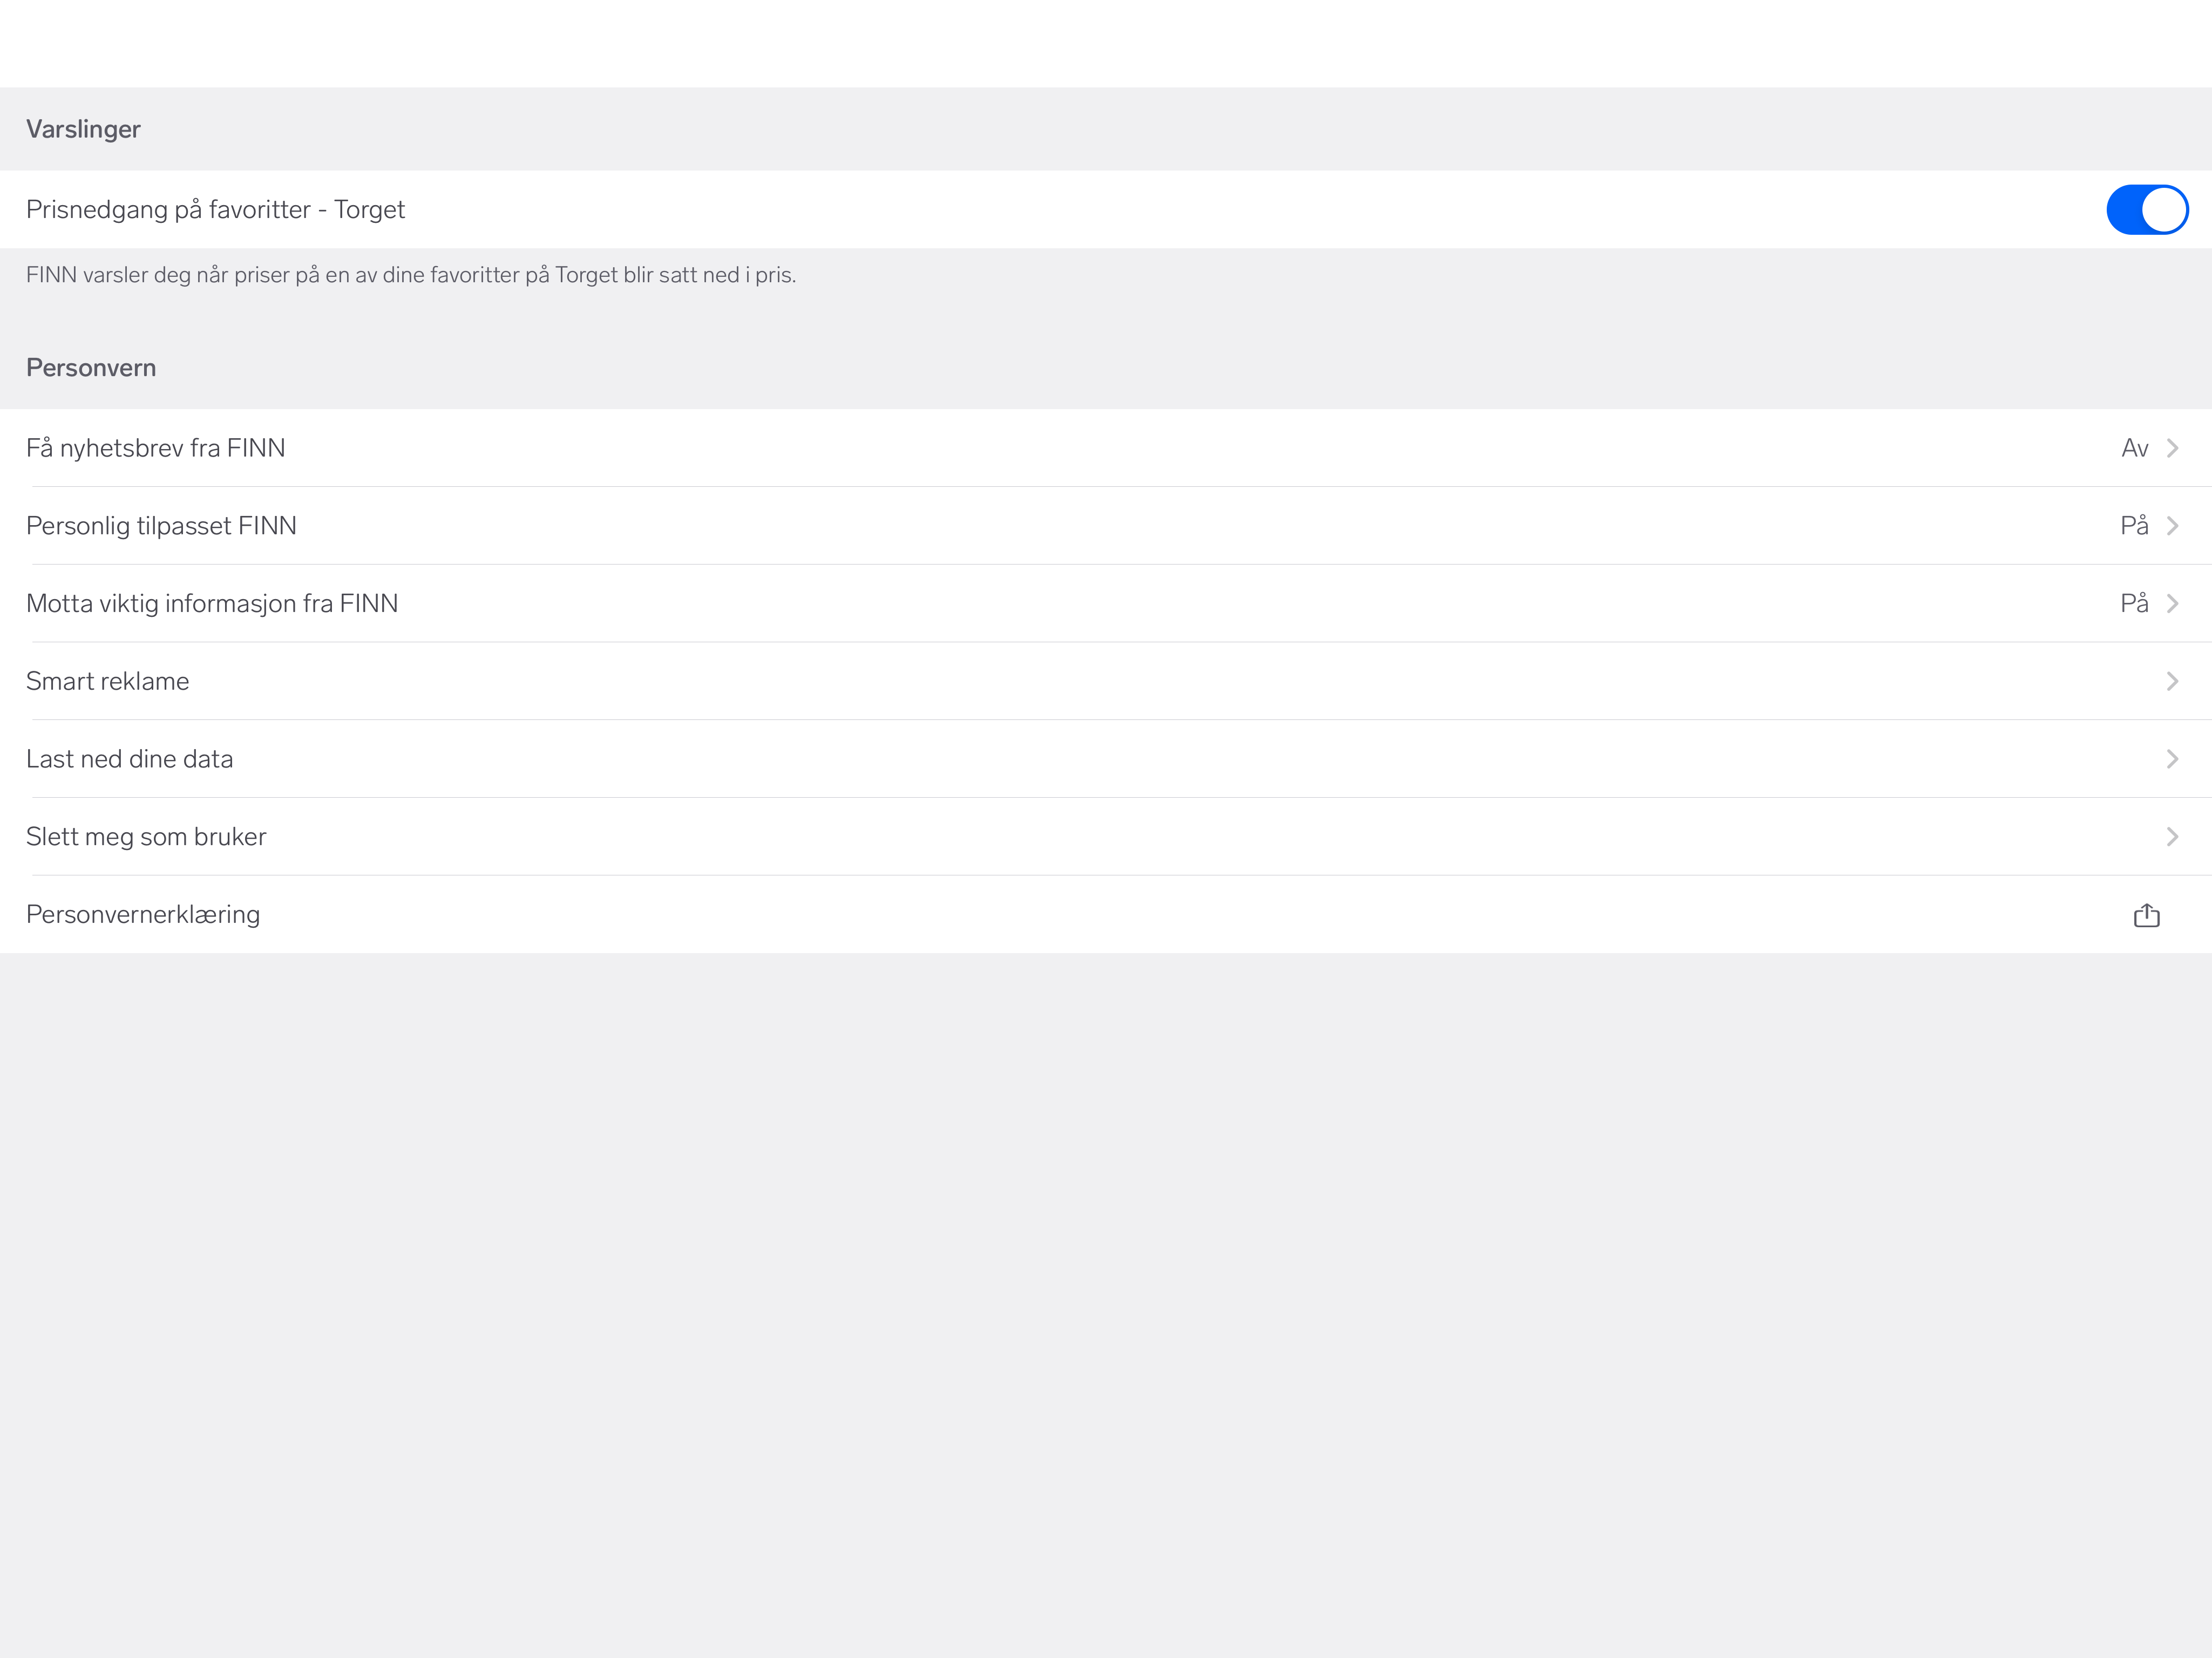 Varslinger
Prisnedgang på favoritter - Torget
FINN varsler deg når priser på en av dine favoritter på Torget blir satt ned i pris.
Personvern
Få nyhetsbrev fra FINN Av
Personlig tilpasset FINN På
Motta viktig informasjon fra FINN På
Smart reklame
Last ned dine data
Slett meg som bruker
Personvernerklæring